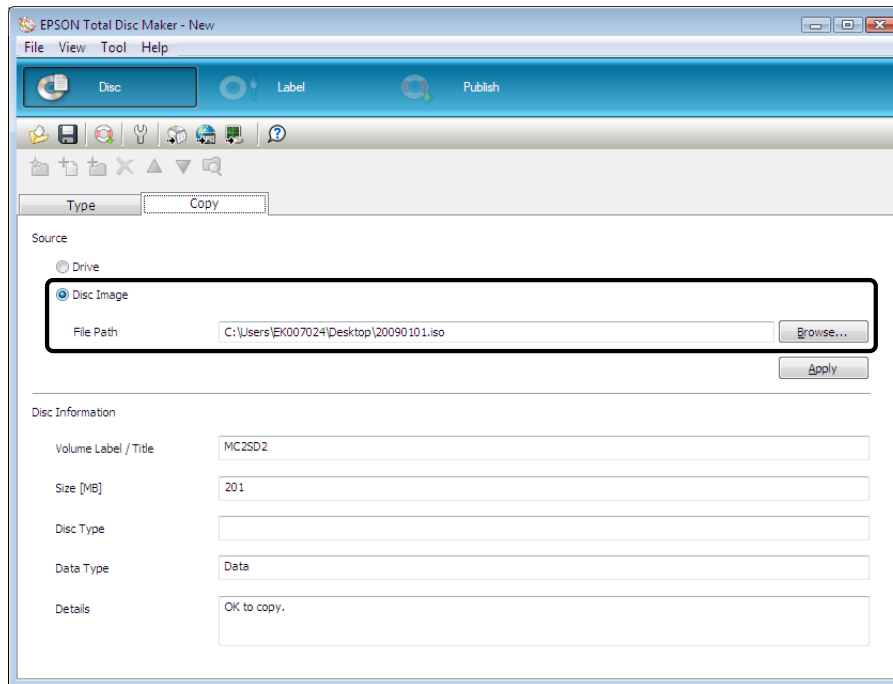 EPSON Total Disc Maker - New
File View Tool Help
Disc Label Publish
Type Copy
Source
Drive
Disc Image
File Path C:\Users\EK007024\Desktop\20090101.iso Browse...
Apply
Disc Information
Volume Label / Title MC2SD2
Size [MB] 201
Disc Type
Data Type Data
Details OK to copy.